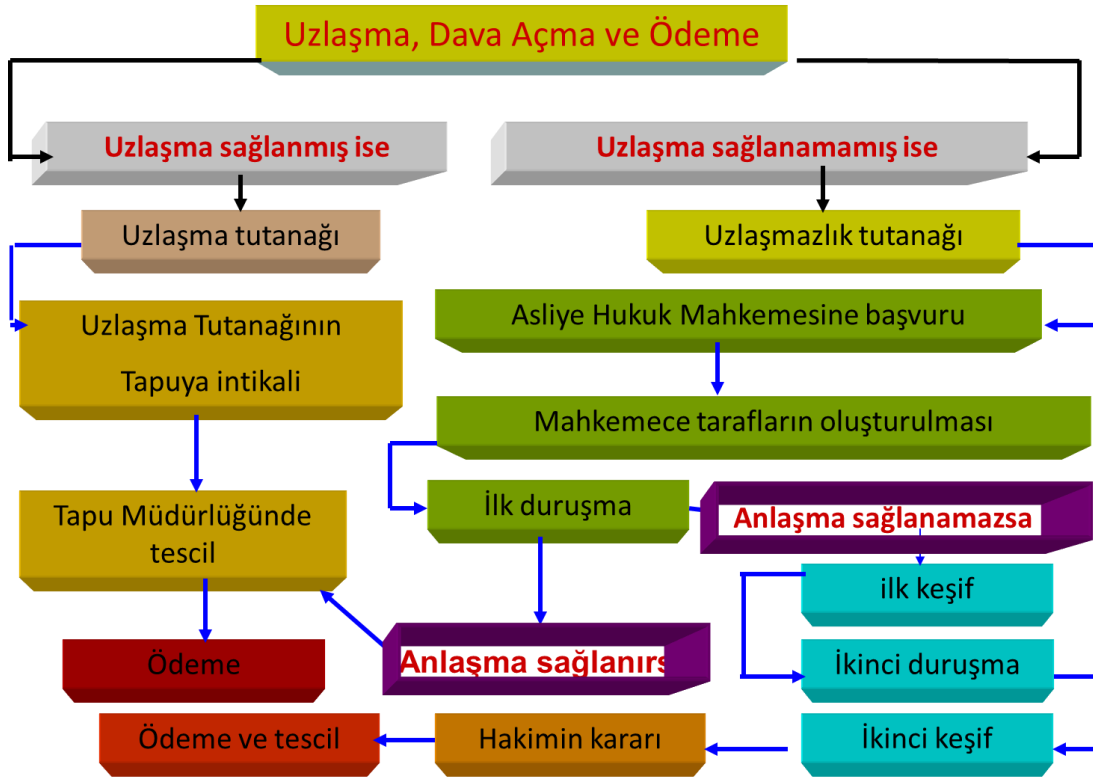 Uzlaşma, Dava Açma ve Ödeme
Uzlaşma sağlanmış ise
Uzlaşma sağlanamamış ise
Uzlaşma tutanağı
Uzlaşmazlık tutanağı
Uzlaşma Tutanağının
Tapuya intikali
Asliye Hukuk Mahkemesine başvuru
Mahkemece tarafların oluşturulması
Tapu Müdürlüğünde
tescil
İlk duruşma
Anlaşma sağlanamazsa
ilk keşif
Ödeme
Anlaşma sağlanırs
İkinci duruşma
Ödeme ve tescil
Hakimin kararı
İkinci keşif